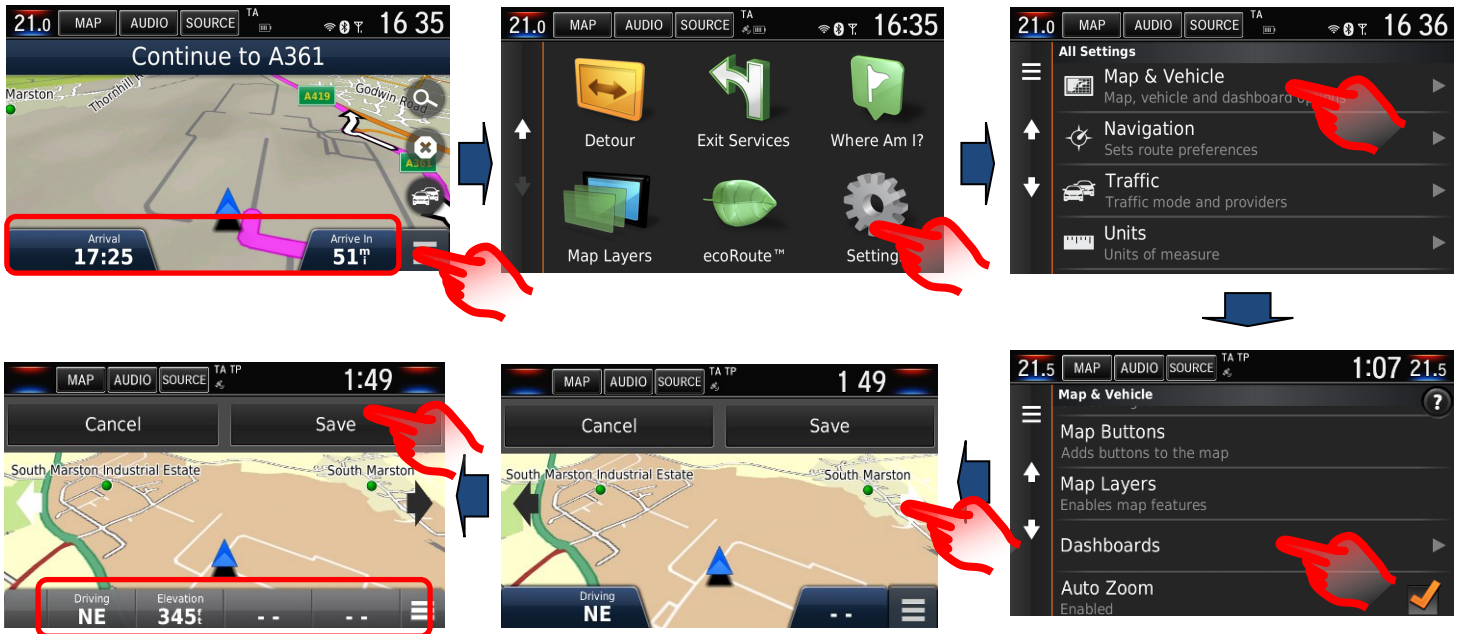 21.0 MAP AUDIO SOURCE TA 16 35
Continue to A361
Marston
Thornhill
A419
Godwin Road
A361
Arrival
17:25
Arrive In
51 m
21.0 MAP AUDIO SOURCE TA 16:35
Detour Exit Services Where Am I?
Map Layers ecoRoute™ Setting
21.0 MAP AUDIO SOURCE TA 16 36
All Settings
Map & Vehicle
Map, vehicle and dashboard options
Navigation
Sets route preferences
Traffic
Traffic mode and providers
Units
Units of measure
MAP AUDIO SOURCE TA TP 1:49
Cancel Save
South Marston Industrial Estate South Marston
Driving
NE
Elevation
345 f t
- -
- -
MAP AUDIO SOURCE TA TP 1 49
Cancel Save
South Marston Industrial Estate South Marston
Driving
NE
- -
21.5 MAP AUDIO SOURCE TA TP 1:07 21.5
Map & Vehicle ?
Map Buttons
Adds buttons to the map
Map Layers
Enables map features
Dashboards
Auto Zoom
Enabled